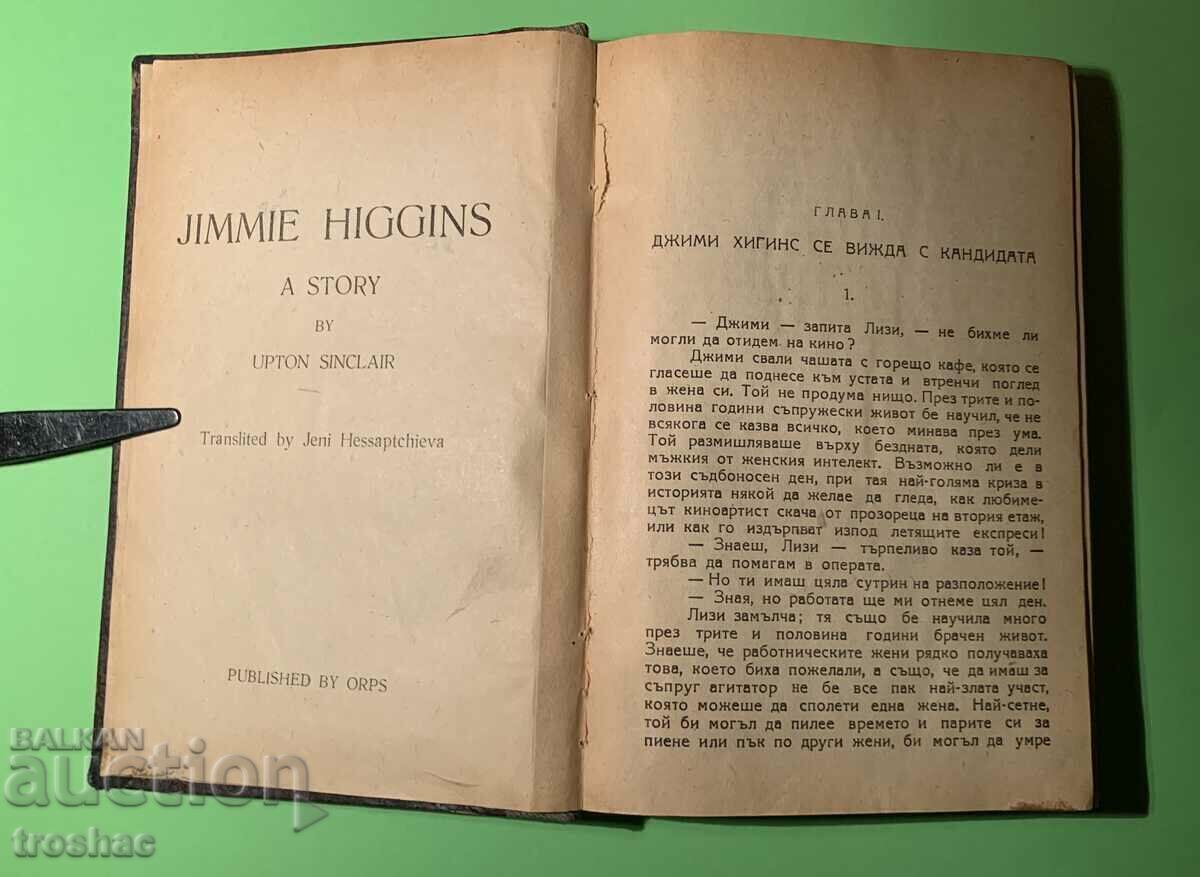 JIMMIE HIGGINS
A STORY
BY
UPTON SINCLAIR
Translited by Jeni Hessaptchieva
PUBLISHED BY ORPS
ГЛАВА I.
ДЖИМИ ХИГИНС СЕ ВИЖДА С КАНДИДАТА
1.
— Джими — запита Лизи, — не бихме ли
могли да отидем на кино?
Джими свали чашата с горещо кафе, която се
гласеше да поднесе към устата и втренчи поглед
в жена си. Той не продума нищо. През трите и по-
ловина години съпружески живот бе научил, че не
всякога се казва всичко, което минава през ума.
Той размишляваше върху бездната, която дели
мъжкия от женския интелект. Възможно ли е в
този съдбоносен ден, при тая най-голяма криза в
историята някой да желае да гледа, как любиме-
цът киноартист скача от прозореца на втория етаж,
или как го издърпват изпод летящите експреси!
— Знаеш, Лизи — търпеливо каза той, —
трябва да помагам в операта.
— Но ти имаш цяла сутрин на разположение!
— Зная, но работата ще ми отнеме цял ден.
Лизи замълча; тя също бе научила много
през трите и половина години брачен живот.
Знаеше, че работническите жени рядко получаваха
това, което биха пожелали, а също, че да имаш за
съпруг агитатор не бе все пак най-злата участ,
която можеше да сполети една жена. Най-сетне,
той би могъл да пилее времето и парите си за
пиене или пък по други жени, би могъл да умре
BALKAN
auction
troshac